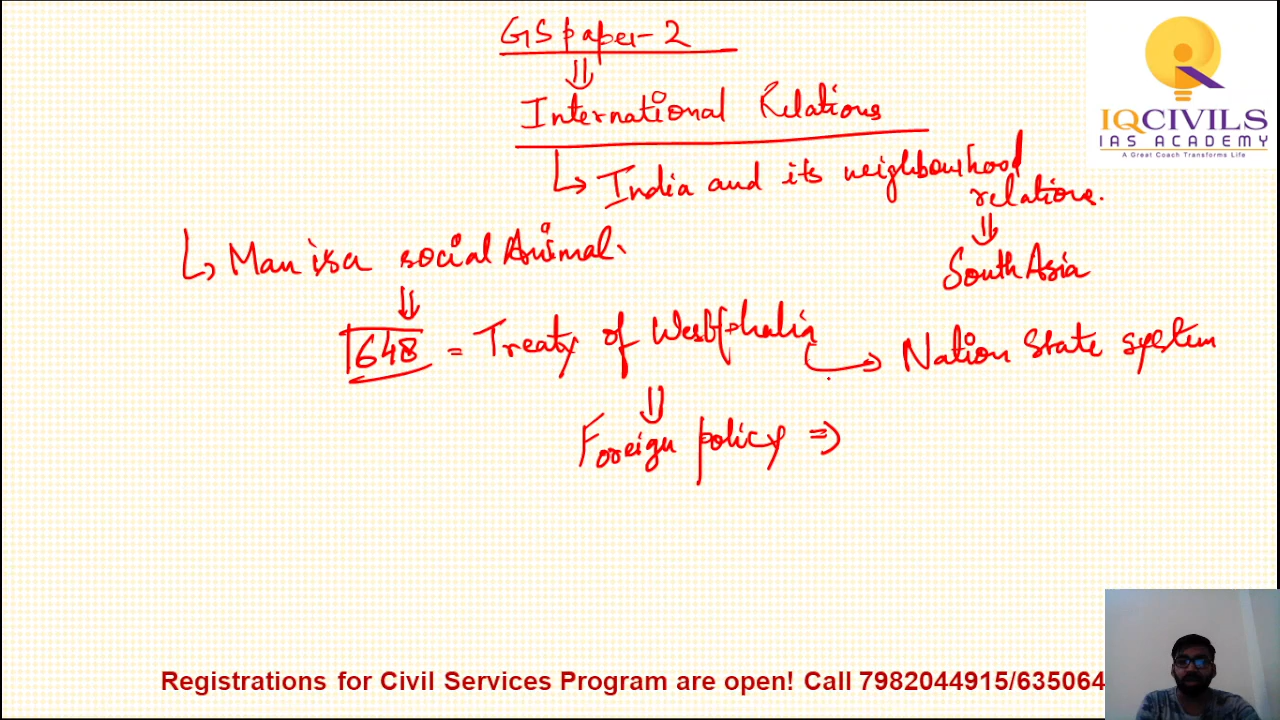 GS paper-2
International Relations
IQCIVILS
IAS ACADEMY
A Great Coach Transforms Life
India and its neighbourhood
relations.
Man is a social Animal.
South Asia
1648 = Treaty of Westphalia
Nation State system
Foreign policy ⇒
Registrations for Civil Services Program are open! Call 7982044915/635064